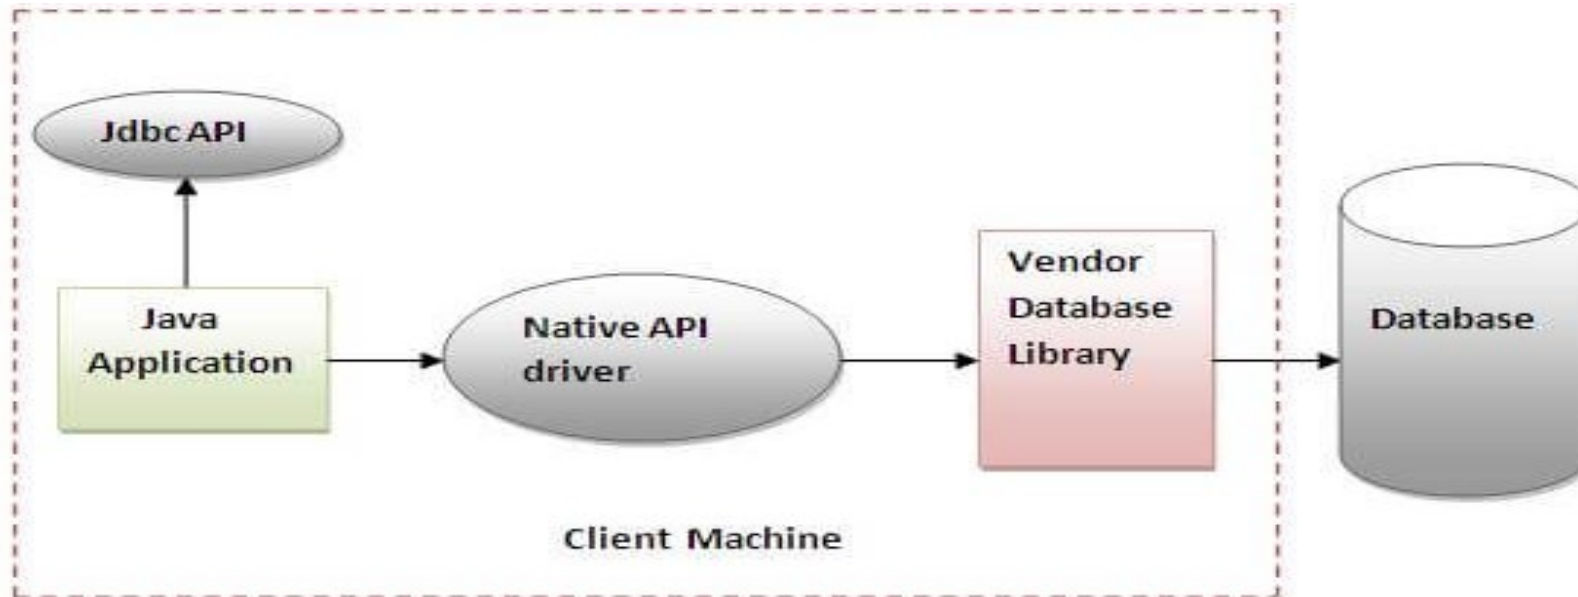 Jdbc API
Java
Application
Native API
driver
Vendor
Database
Library
Database
Client Machine